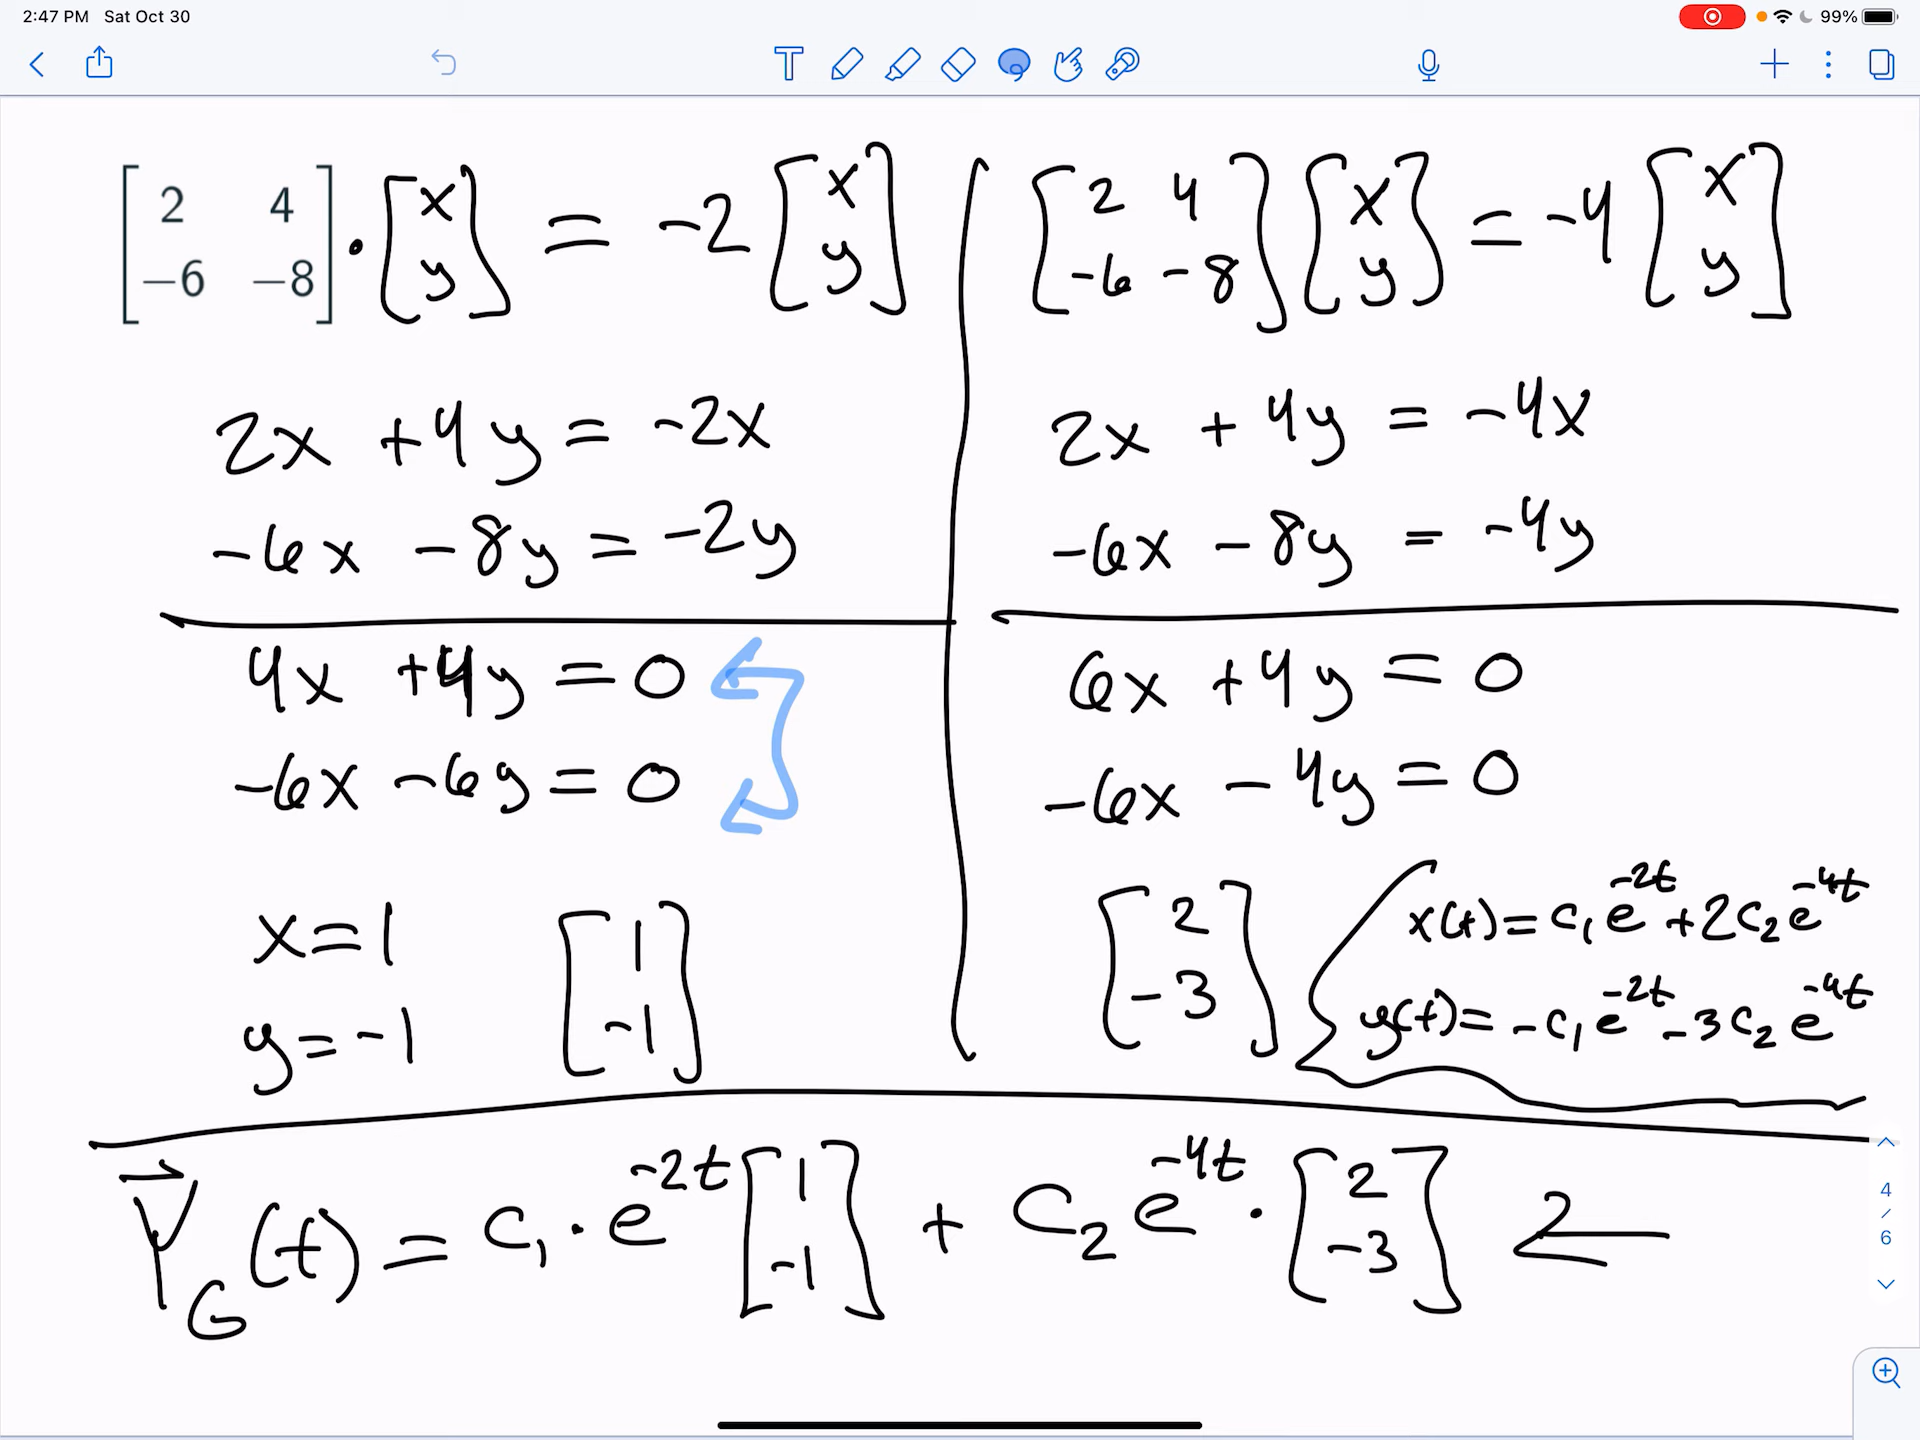 2:47 PM Sat Oct 30
99%
T
[2 4; −6 −8] · [x; y] = -2 [x; y]
2x + 4y = -2x
-6x - 8y = -2y
4x + 4y = 0
-6x - 6y = 0
x = 1
y = -1
[1; -1]
[2 4; -6 -8] [x; y] = -4 [x; y]
2x + 4y = -4x
-6x - 8y = -4y
6x + 4y = 0
-6x - 4y = 0
[2; -3]
x(t) = c₁e^-2t + 2c₂e^-4t
y(t) = -c₁e^-2t - 3c₂e^-4t
Y⃗_G(t) = c₁ · e^-2t [1; -1] + c₂e^-4t · [2; -3]
4
/
6